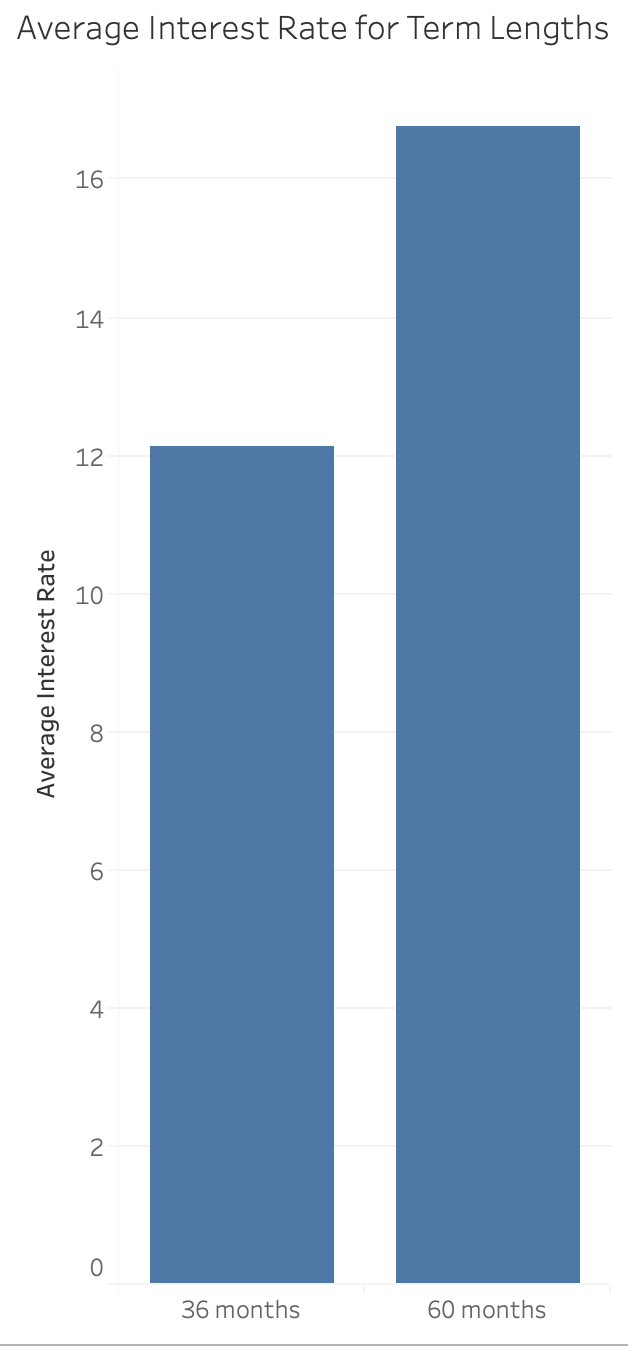 Average Interest Rate for Term Lengths
16
14
12
10
8
6
4
2
0
Average Interest Rate
36 months
60 months